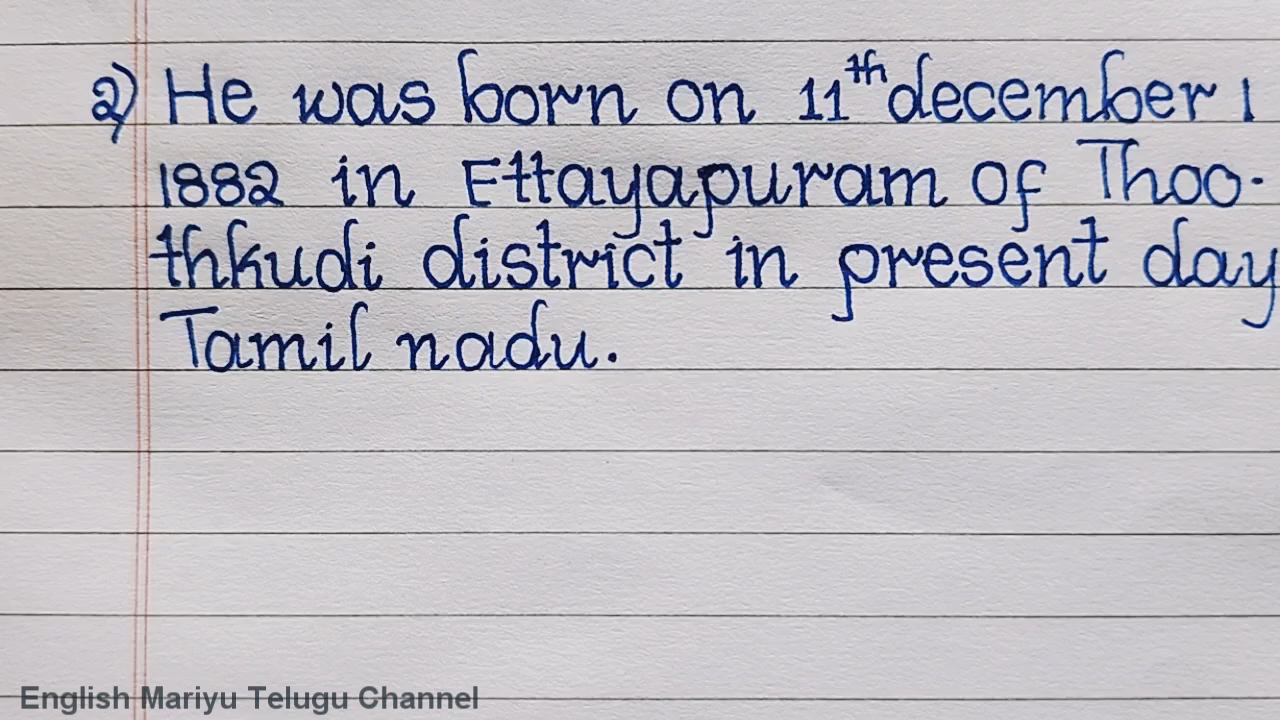 2) He was born on 11th december 1
1882 in Ettayapuram of Thoo-
thkudi district in present day
Tamil nadu.
English Mariyu Telugu Channel